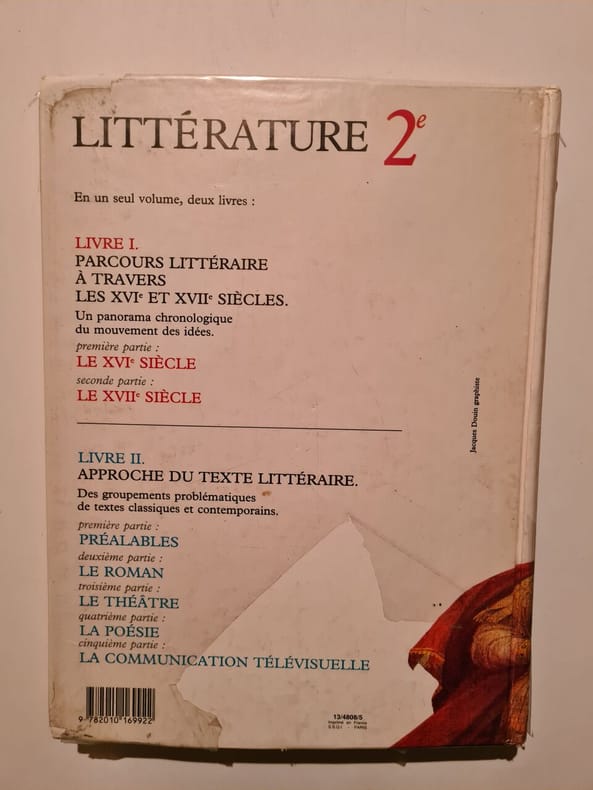 LITTÉRATURE 2e
En un seul volume, deux livres :
LIVRE I.
PARCOURS LITTÉRAIRE
À TRAVERS
LES XVIe ET XVIIe SIÈCLES.
Un panorama chronologique
du mouvement des idées.
première partie :
LE XVIe SIÈCLE
seconde partie :
LE XVIIe SIÈCLE
Jacques Douin graphiste
LIVRE II.
APPROCHE DU TEXTE LITTÉRAIRE.
Des groupements problématiques
de textes classiques et contemporains.
première partie :
PRÉALABLES
deuxième partie :
LE ROMAN
troisième partie :
LE THÉÂTRE
quatrième partie :
LA POÉSIE
cinquième partie :
LA COMMUNICATION TÉLÉVISUELLE
9 782010 169922
13/4808/5
Imprimé en France